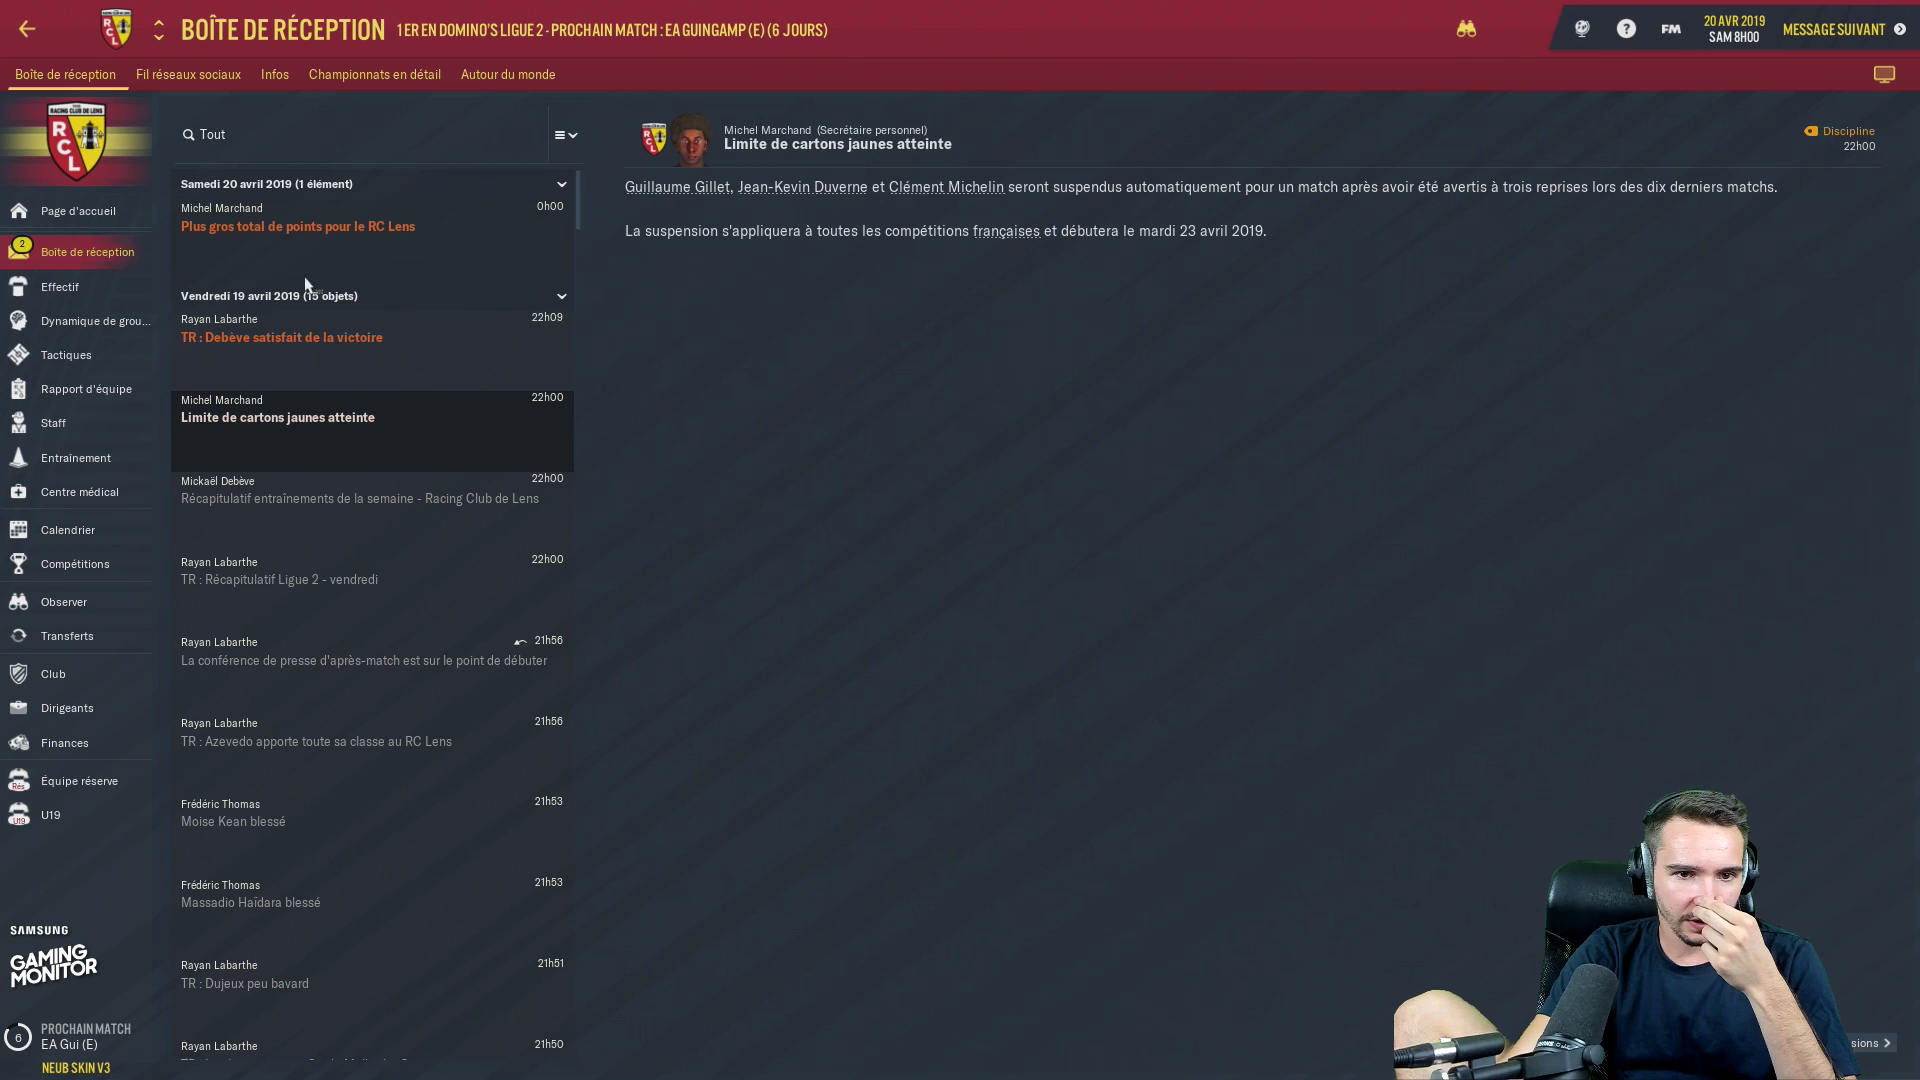 BOÎTE DE RÉCEPTION
1ER EN DOMINO'S LIGUE 2 - PROCHAIN MATCH : EA GUINGAMP (E) (6 JOURS)
FM
20 AVR 2019
SAM 8H00
MESSAGE SUIVANT
Boîte de réception
Fil réseaux sociaux
Infos
Championnats en détail
Autour du monde
RACING CLUB DE LENS
RCL
Page d'accueil
2
Boîte de réception
Effectif
Dynamique de grou...
Tactiques
Rapport d'équipe
Staff
Entraînement
Centre médical
Calendrier
Compétitions
Observer
Transferts
Club
Dirigeants
Finances
Rés
Équipe réserve
U19
U19
SAMSUNG
GAMING
MONITOR
6
PROCHAIN MATCH
EA Gui (E)
NEUB SKIN V3
Tout
Samedi 20 avril 2019 (1 élément)
Michel Marchand 0h00
Plus gros total de points pour le RC Lens
Vendredi 19 avril 2019 (15 objets)
Rayan Labarthe 22h09
TR : Debève satisfait de la victoire
Michel Marchand 22h00
Limite de cartons jaunes atteinte
Mickaël Debève 22h00
Récapitulatif entraînements de la semaine - Racing Club de Lens
Rayan Labarthe 22h00
TR : Récapitulatif Ligue 2 - vendredi
Rayan Labarthe 21h56
La conférence de presse d'après-match est sur le point de débuter
Rayan Labarthe 21h56
TR : Azevedo apporte toute sa classe au RC Lens
Frédéric Thomas 21h53
Moise Kean blessé
Frédéric Thomas 21h53
Massadio Haïdara blessé
Rayan Labarthe 21h51
TR : Dujeux peu bavard
Rayan Labarthe 21h50
Michel Marchand (Secrétaire personnel)
Limite de cartons jaunes atteinte
Discipline
22h00
Guillaume Gillet, Jean-Kevin Duverne et Clément Michelin seront suspendus automatiquement pour un match après avoir été avertis à trois reprises lors des dix derniers matchs.
La suspension s'appliquera à toutes les compétitions françaises et débutera le mardi 23 avril 2019.
sions